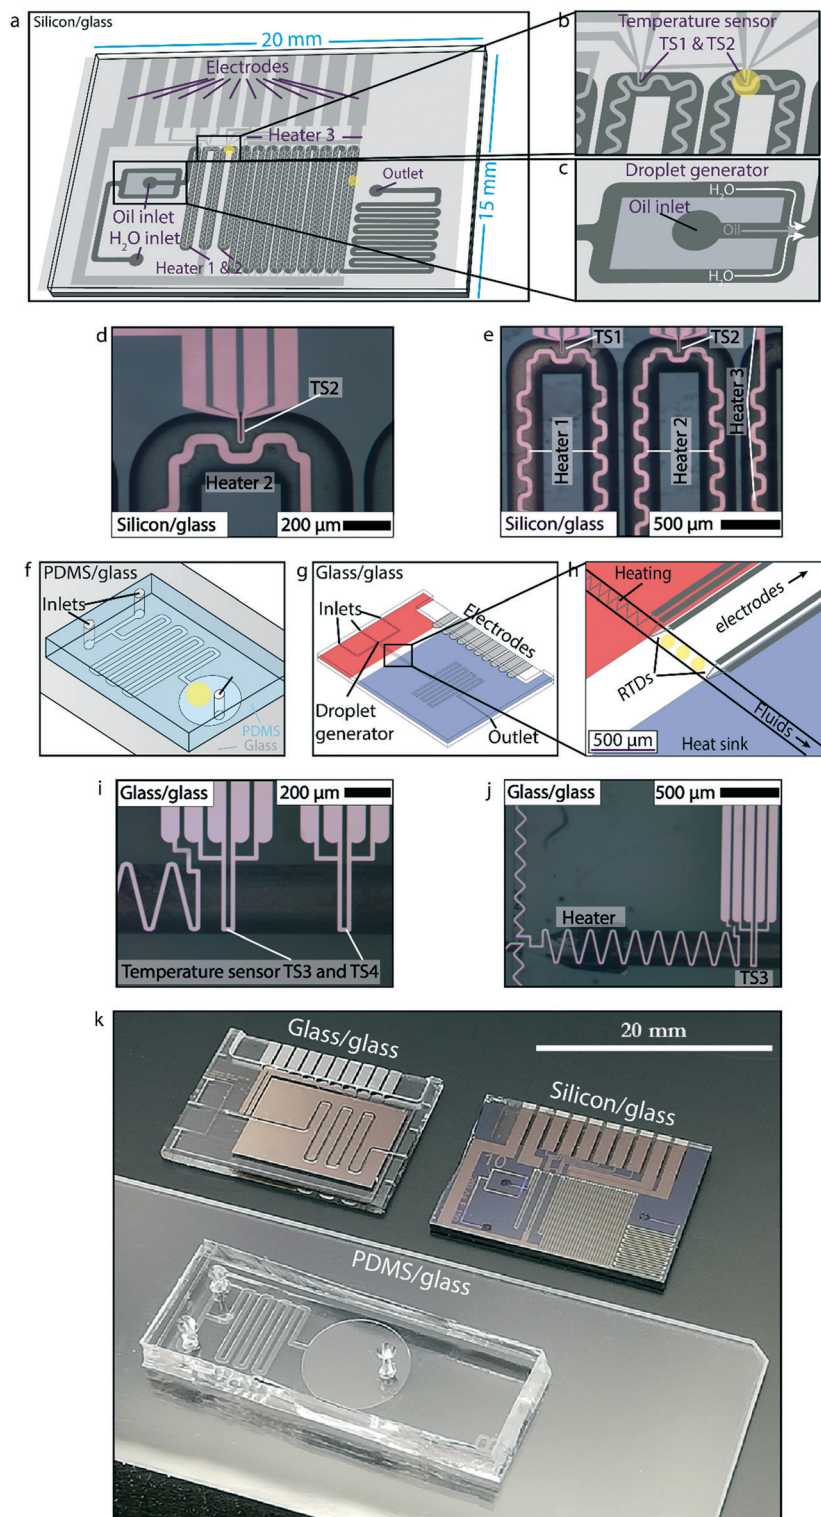 a
Silicon/glass
20 mm
Electrodes
Heater 3
Outlet
Oil inlet
H2O inlet
Heater 1 & 2
15 mm
b
Temperature sensor
TS1 & TS2
c
Droplet generator
H2O
Oil inlet
Oil
H2O
d
TS2
Heater 2
Silicon/glass
200 µm
e
TS1
TS2
Heater 1
Heater 2
Heater 3
Silicon/glass
500 µm
f
PDMS/glass
Inlets
PDMS
Glass
g
Glass/glass
Inlets
Electrodes
Droplet
generator
Outlet
h
Heating
electrodes
RTDs
Fluids
500 µm
Heat sink
i
Glass/glass
200 µm
Temperature sensor TS3 and TS4
j
Glass/glass
500 µm
Heater
TS3
k
Glass/glass
20 mm
Silicon/glass
PDMS/glass